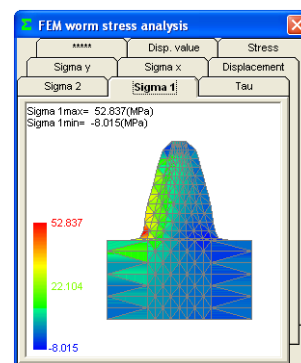 FEM worm stress analysis
***** Disp. value Stress
Sigma y Sigma x Displacement
Sigma 2 Sigma 1 Tau
Sigma 1max= 52.837(MPa)
Sigma 1min= -8.015(MPa)
52.837
22.104
-8.015